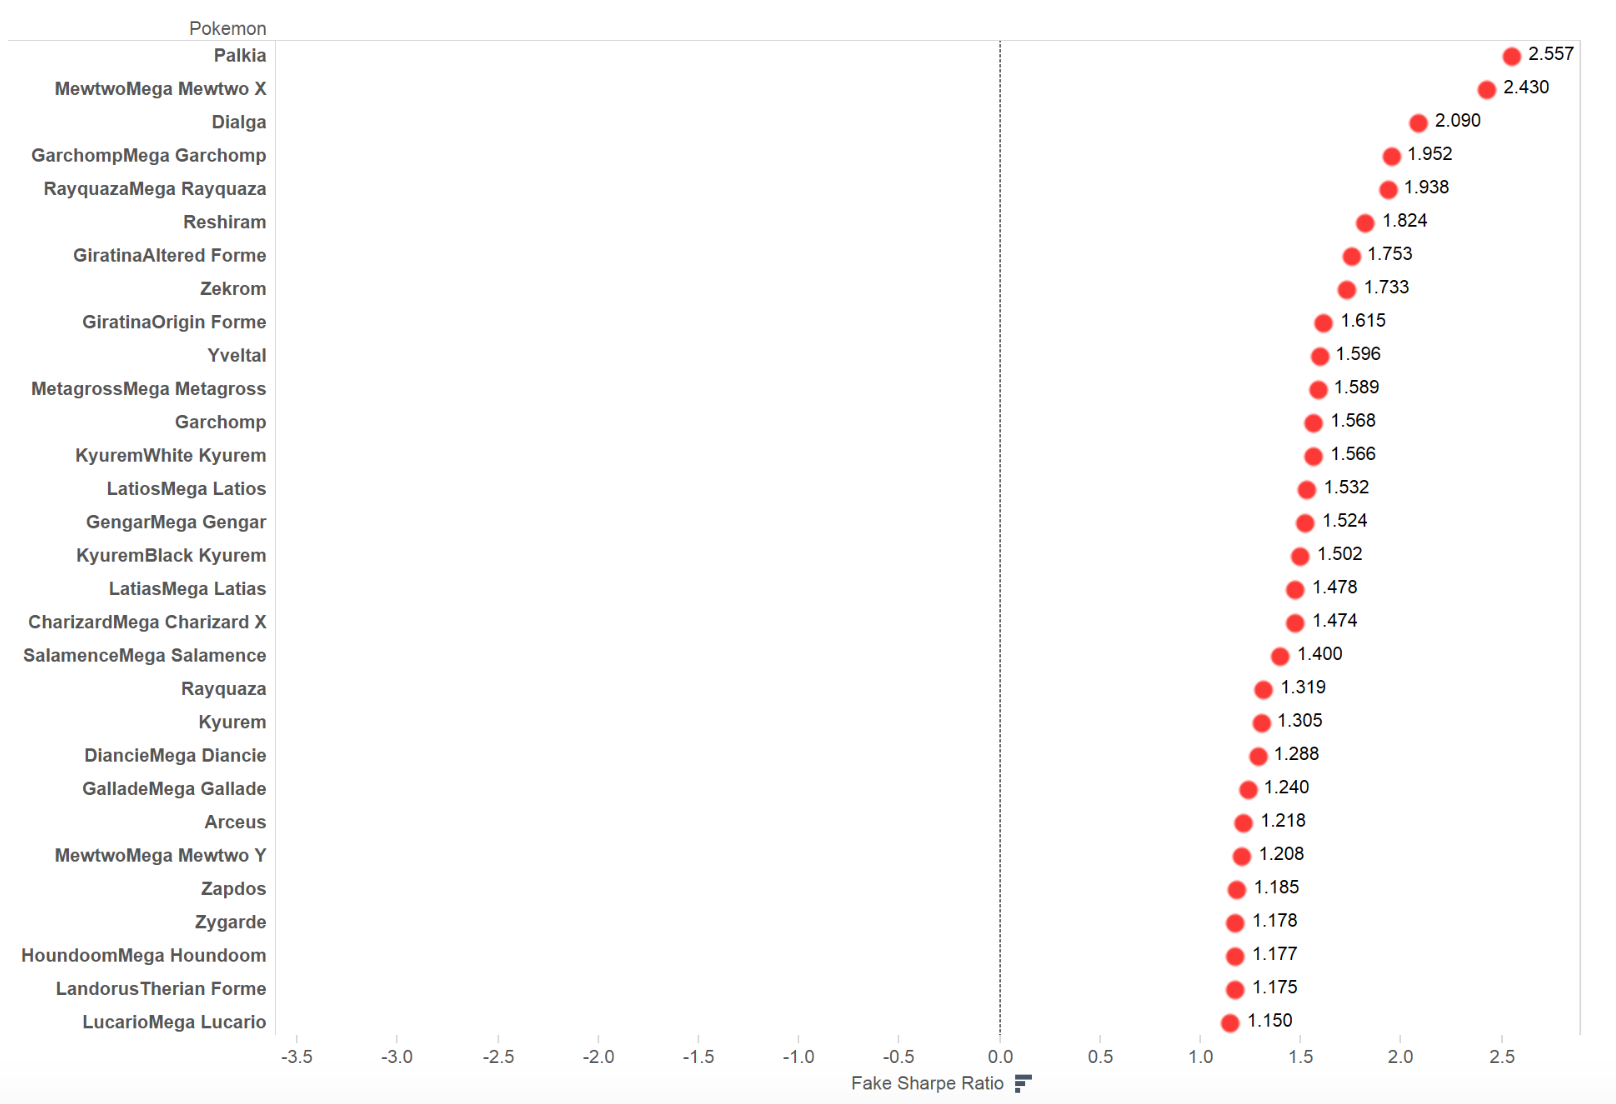 Pokemon
Palkia 2.557
MewtwoMega Mewtwo X 2.430
Dialga 2.090
GarchompMega Garchomp 1.952
RayquazaMega Rayquaza 1.938
Reshiram 1.824
GiratinaAltered Forme 1.753
Zekrom 1.733
GiratinaOrigin Forme 1.615
Yveltal 1.596
MetagrossMega Metagross 1.589
Garchomp 1.568
KyuremWhite Kyurem 1.566
LatiosMega Latios 1.532
GengarMega Gengar 1.524
KyuremBlack Kyurem 1.502
LatiasMega Latias 1.478
CharizardMega Charizard X 1.474
SalamenceMega Salamence 1.400
Rayquaza 1.319
Kyurem 1.305
DiancieMega Diancie 1.288
GalladeMega Gallade 1.240
Arceus 1.218
MewtwoMega Mewtwo Y 1.208
Zapdos 1.185
Zygarde 1.178
HoundoomMega Houndoom 1.177
LandorusTherian Forme 1.175
LucarioMega Lucario 1.150
-3.5 -3.0 -2.5 -2.0 -1.5 -1.0 -0.5 0.0 0.5 1.0 1.5 2.0 2.5
Fake Sharpe Ratio